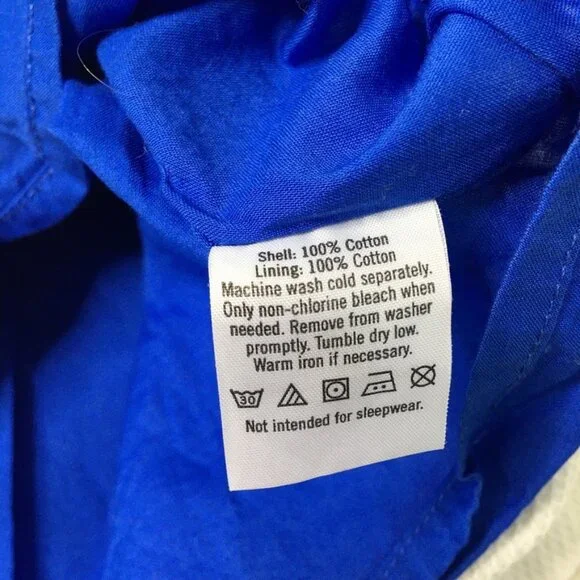 Shell: 100% Cotton
Lining: 100% Cotton
Machine wash cold separately.
Only non-chlorine bleach when
needed. Remove from washer
promptly. Tumble dry low.
Warm iron if necessary.
30
Not intended for sleepwear.